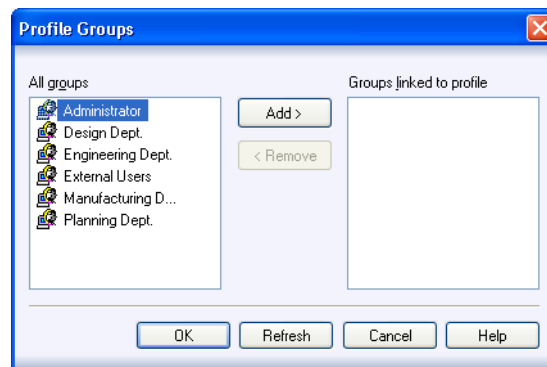 Profile Groups
All groups
Groups linked to profile
Administrator
Design Dept.
Engineering Dept.
External Users
Manufacturing D...
Planning Dept.
Add >
< Remove
OK
Refresh
Cancel
Help